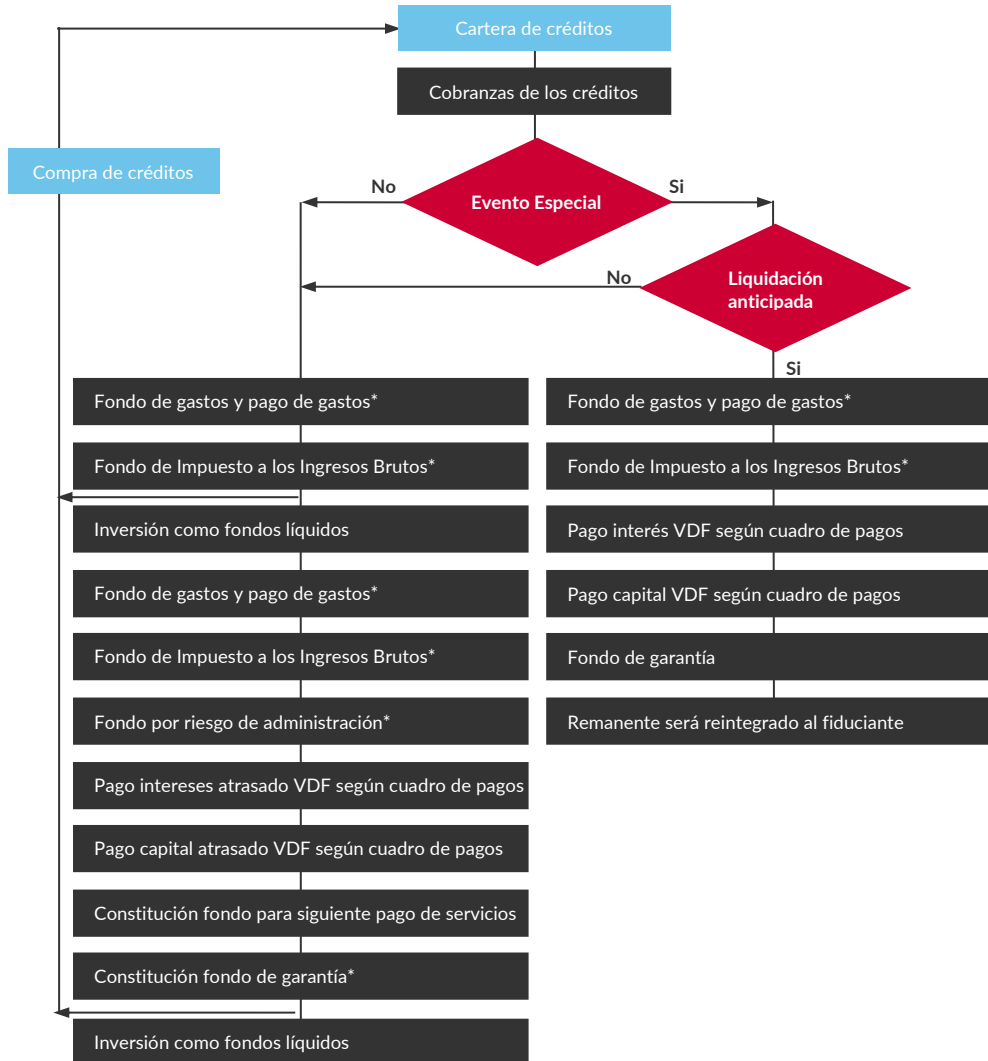 Cartera de créditos
Cobranzas de los créditos
Compra de créditos
No
Evento Especial
Si
No
Liquidación
anticipada
Si
Fondo de gastos y pago de gastos*
Fondo de Impuesto a los Ingresos Brutos*
Inversión como fondos líquidos
Fondo de gastos y pago de gastos*
Fondo de Impuesto a los Ingresos Brutos*
Fondo por riesgo de administración*
Pago intereses atrasado VDF según cuadro de pagos
Pago capital atrasado VDF según cuadro de pagos
Constitución fondo para siguiente pago de servicios
Constitución fondo de garantía*
Inversión como fondos líquidos
Fondo de gastos y pago de gastos*
Fondo de Impuesto a los Ingresos Brutos*
Pago interés VDF según cuadro de pagos
Pago capital VDF según cuadro de pagos
Fondo de garantía
Remanente será reintegrado al fiduciante